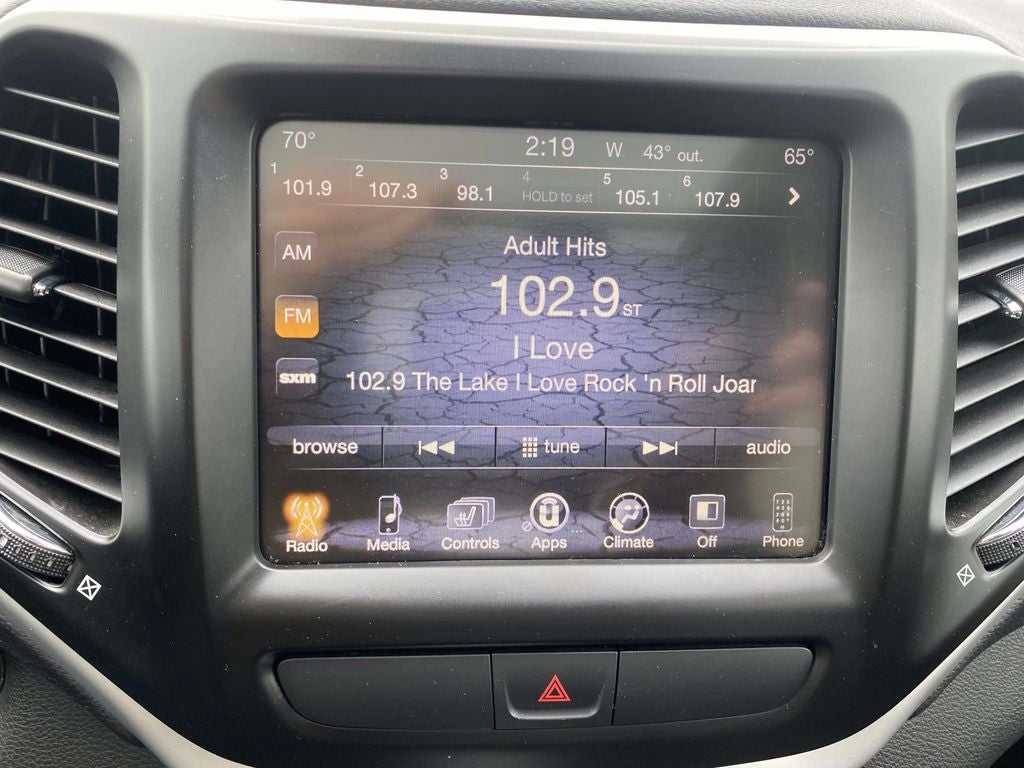 70° 2:19 W 43° out. 65°
1 101.9 2 107.3 3 98.1 4 HOLD to set 5 105.1 6 107.9
AM
Adult Hits
102.9 ST
FM
I Love
sxm
102.9 The Lake I Love Rock 'n Roll Joar
browse tune audio
Radio Media Controls Apps Climate Off Phone